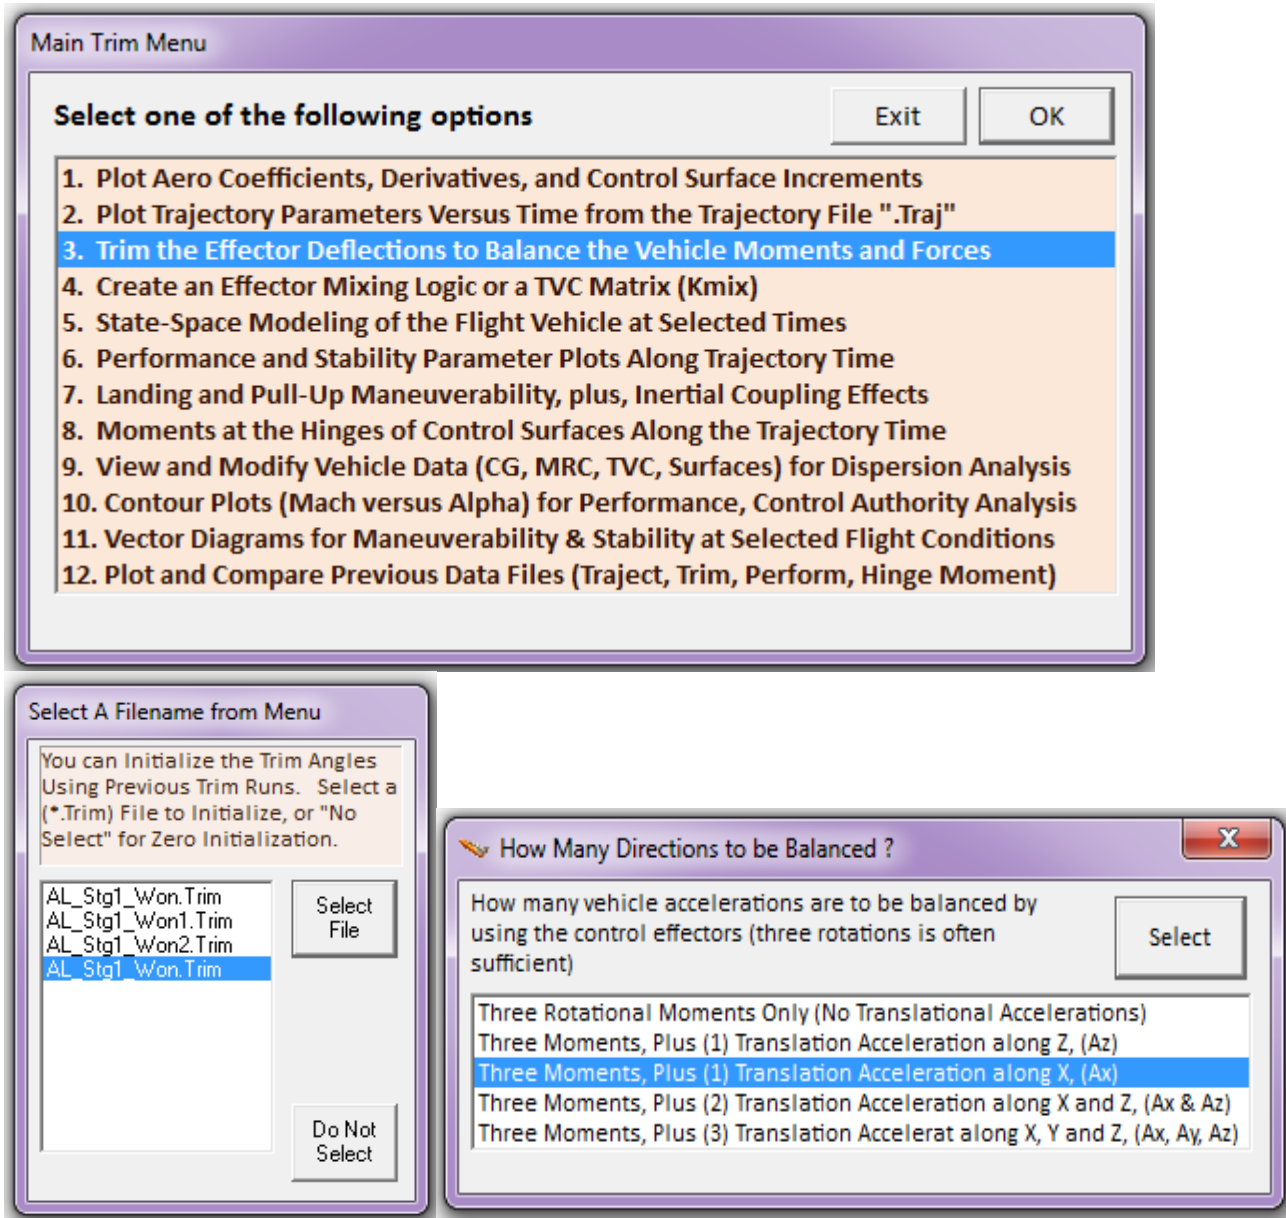 Main Trim Menu
Select one of the following options
Exit
OK
1. Plot Aero Coefficients, Derivatives, and Control Surface Increments
2. Plot Trajectory Parameters Versus Time from the Trajectory File ".Traj"
3. Trim the Effector Deflections to Balance the Vehicle Moments and Forces
4. Create an Effector Mixing Logic or a TVC Matrix (Kmix)
5. State-Space Modeling of the Flight Vehicle at Selected Times
6. Performance and Stability Parameter Plots Along Trajectory Time
7. Landing and Pull-Up Maneuverability, plus, Inertial Coupling Effects
8. Moments at the Hinges of Control Surfaces Along the Trajectory Time
9. View and Modify Vehicle Data (CG, MRC, TVC, Surfaces) for Dispersion Analysis
10. Contour Plots (Mach versus Alpha) for Performance, Control Authority Analysis
11. Vector Diagrams for Maneuverability & Stability at Selected Flight Conditions
12. Plot and Compare Previous Data Files (Traject, Trim, Perform, Hinge Moment)
Select A Filename from Menu
You can Initialize the Trim Angles
Using Previous Trim Runs. Select a
(*.Trim) File to Initialize, or "No
Select" for Zero Initialization.
AL_Stg1_Won.Trim
AL_Stg1_Won1.Trim
AL_Stg1_Won2.Trim
AL_Stg1_Won.Trim
Select
File
Do Not
Select
How Many Directions to be Balanced ?
X
How many vehicle accelerations are to be balanced by
using the control effectors (three rotations is often
sufficient)
Select
Three Rotational Moments Only (No Translational Accelerations)
Three Moments, Plus (1) Translation Acceleration along Z, (Az)
Three Moments, Plus (1) Translation Acceleration along X, (Ax)
Three Moments, Plus (2) Translation Acceleration along X and Z, (Ax & Az)
Three Moments, Plus (3) Translation Accelerat along X, Y and Z, (Ax, Ay, Az)